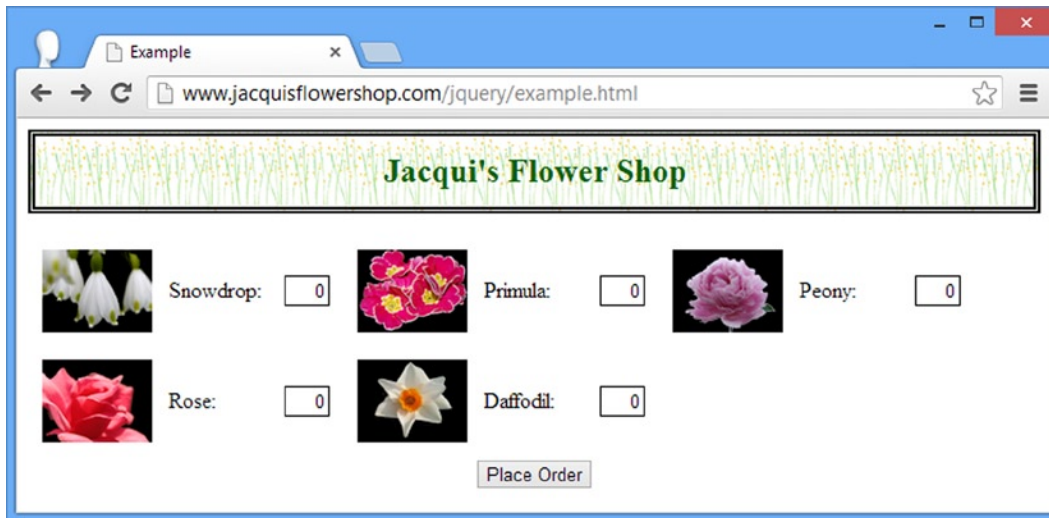 Example
www.jacquisflowershop.com/jquery/example.html
Jacqui's Flower Shop
Snowdrop: 0 Primula: 0 Peony: 0
Rose: 0 Daffodil: 0
Place Order